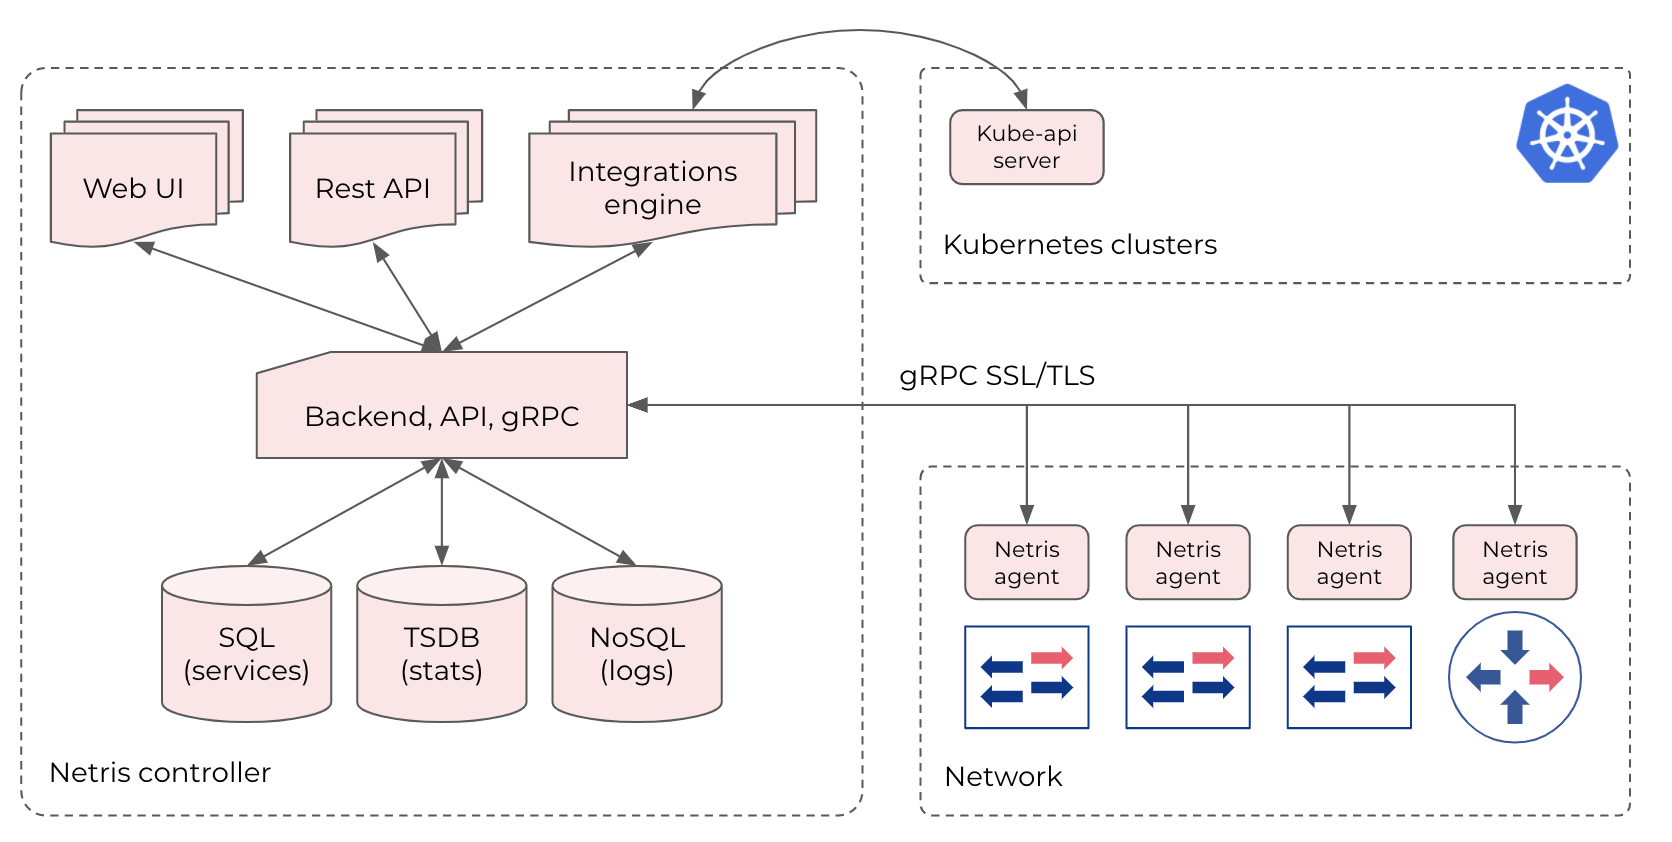 Web UI
Rest API
Integrations
engine
Kube-api
server
Kubernetes clusters
gRPC SSL/TLS
Backend, API, gRPC
Netris
agent
Netris
agent
Netris
agent
Netris
agent
SQL
(services)
TSDB
(stats)
NoSQL
(logs)
Netris controller
Network